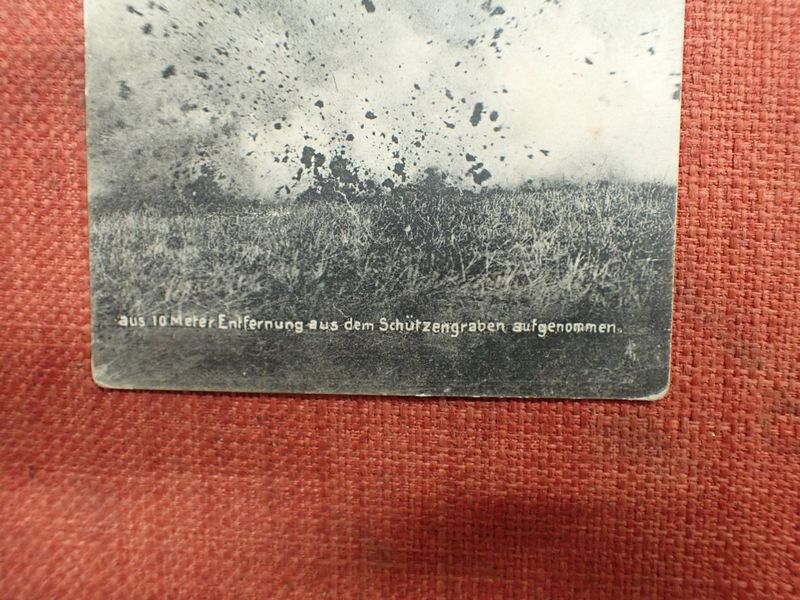 aus 10 Meter Entfernung aus dem Schützengraben aufgenommen.